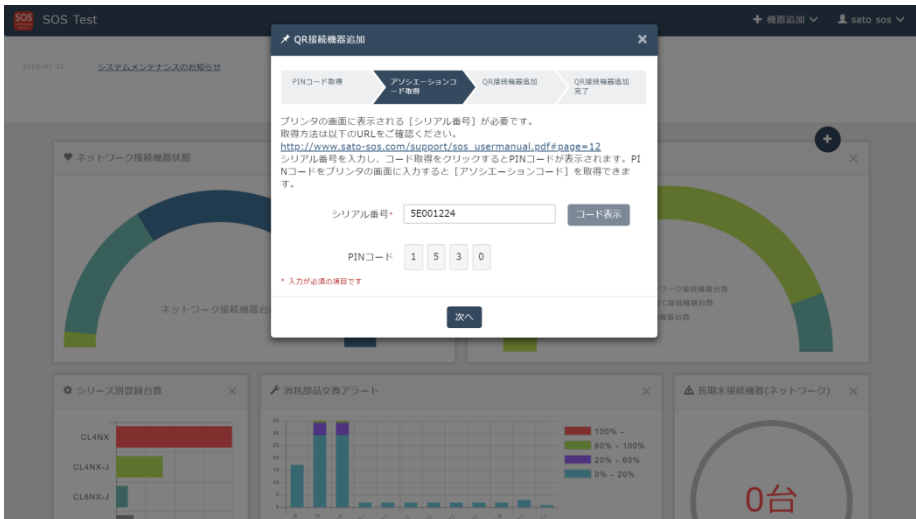 SOS
SOS Test
機器追加
sato sos
2018-07-31
システムメンテナンスのお知らせ
QR接続機器追加
PINコード取得
アソシエーションコ
ード取得
QR接続機器追加
QR接続機器追加
完了
プリンタの画面に表示される [シリアル番号] が必要です。
取得方法は以下のURLをご確認ください。
http://www.sato-sos.com/support/sos_usermanual.pdf#page=12
シリアル番号を入力し、コード取得をクリックするとPINコードが表示されます。PI
Nコードをプリンタの画面に入力すると [アソシエーションコード] を取得できま
す。
シリアル番号*
5E001224
コード表示
PINコード
1 5 3 0
* 入力が必須の項目です
次へ
ネットワーク接続機器状態
ネットワーク接続機器台
ワーク接続機器台数
FC接続機器台数
機器台数
シリーズ別登録台数
CL4NX
CL4NX-J
CL6NX-J
消耗部品交換アラート
100% -
60% - 100%
20% - 60%
0% - 20%
長期未接続機器(ネットワーク)
0台